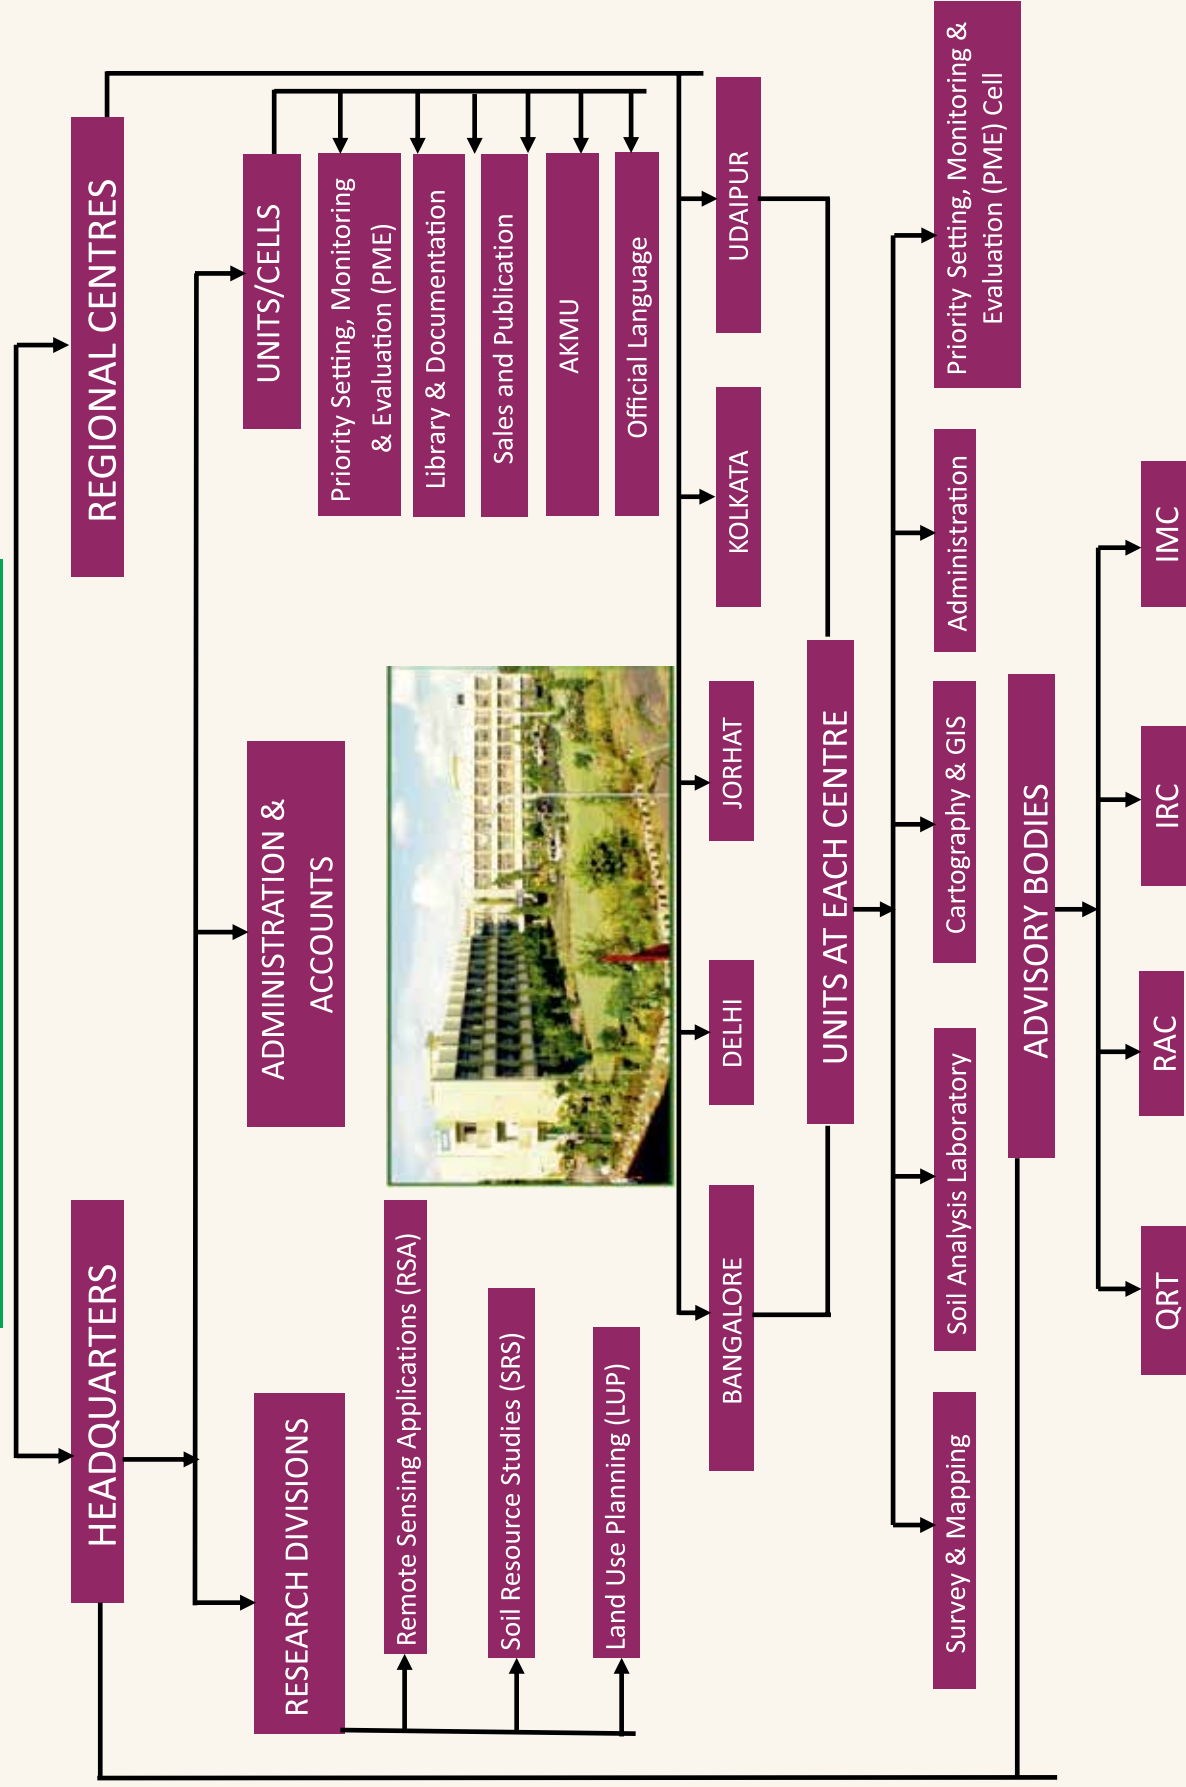 HEADQUARTERS
REGIONAL CENTRES
RESEARCH DIVISIONS
ADMINISTRATION &
ACCOUNTS
UNITS/CELLS
Remote Sensing Applications (RSA)
Soil Resource Studies (SRS)
Land Use Planning (LUP)
Priority Setting, Monitoring
& Evaluation (PME)
Library & Documentation
Sales and Publication
AKMU
Official Language
BANGALORE
DELHI
JORHAT
KOLKATA
UDAIPUR
UNITS AT EACH CENTRE
Survey & Mapping
Soil Analysis Laboratory
Cartography & GIS
Administration
Priority Setting, Monitoring &
Evaluation (PME) Cell
ADVISORY BODIES
QRT
RAC
IRC
IMC